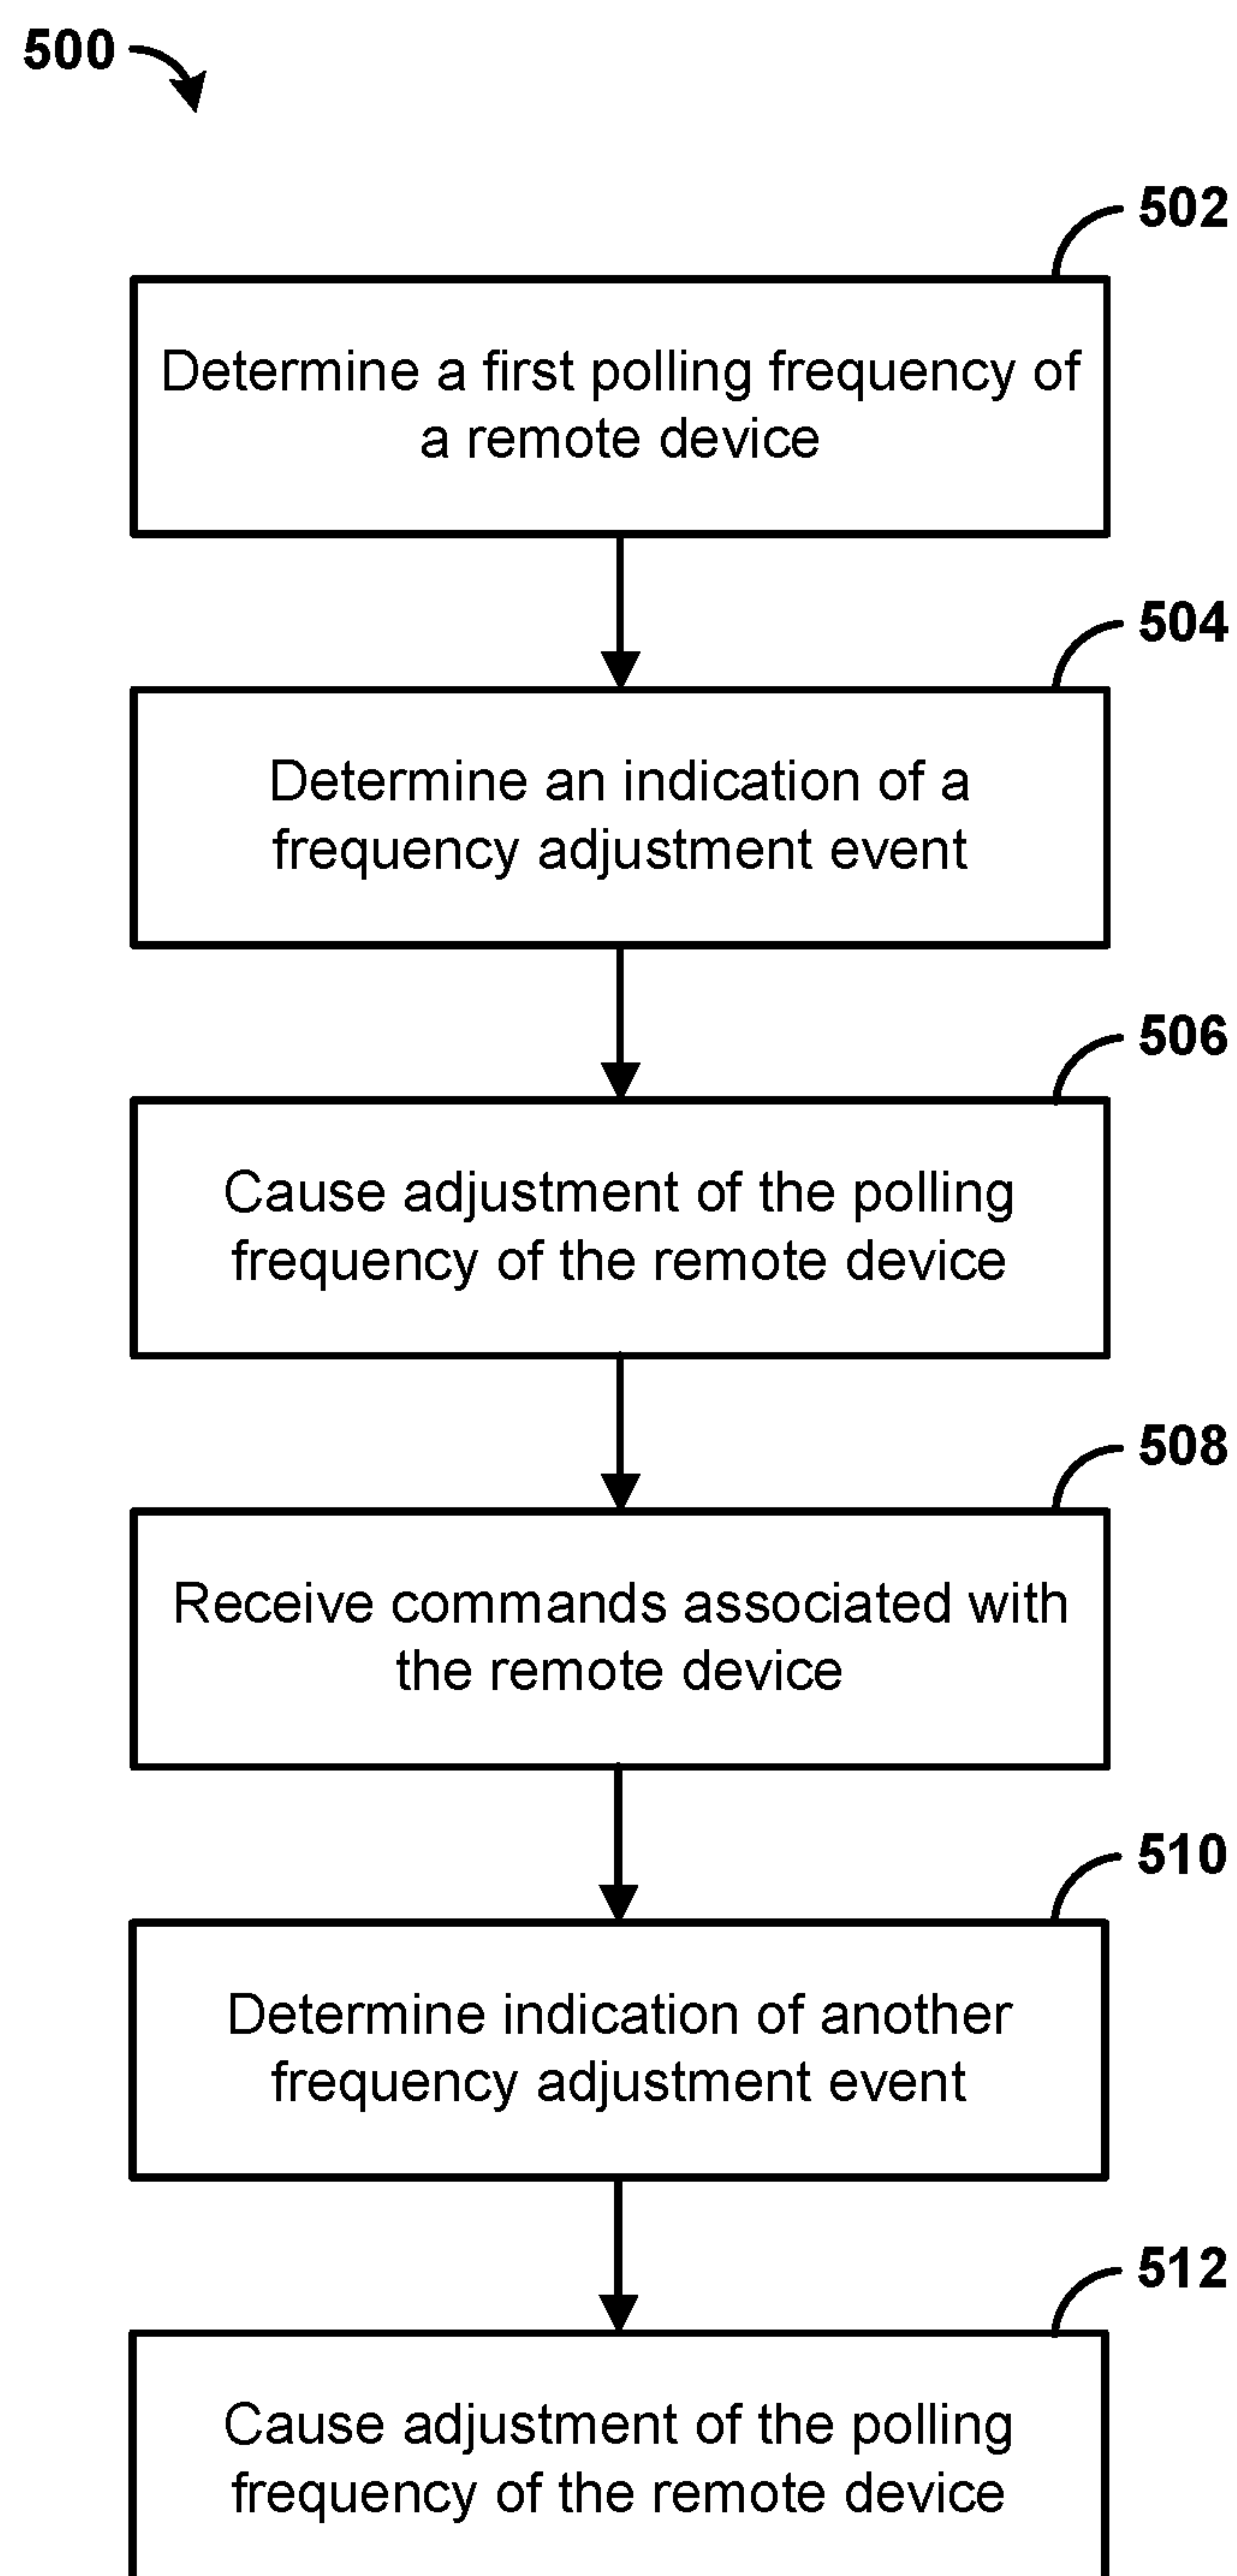 500
502
Determine a first polling frequency of
a remote device
504
Determine an indication of a
frequency adjustment event
506
Cause adjustment of the polling
frequency of the remote device
508
Receive commands associated with
the remote device
510
Determine indication of another
frequency adjustment event
512
Cause adjustment of the polling
frequency of the remote device